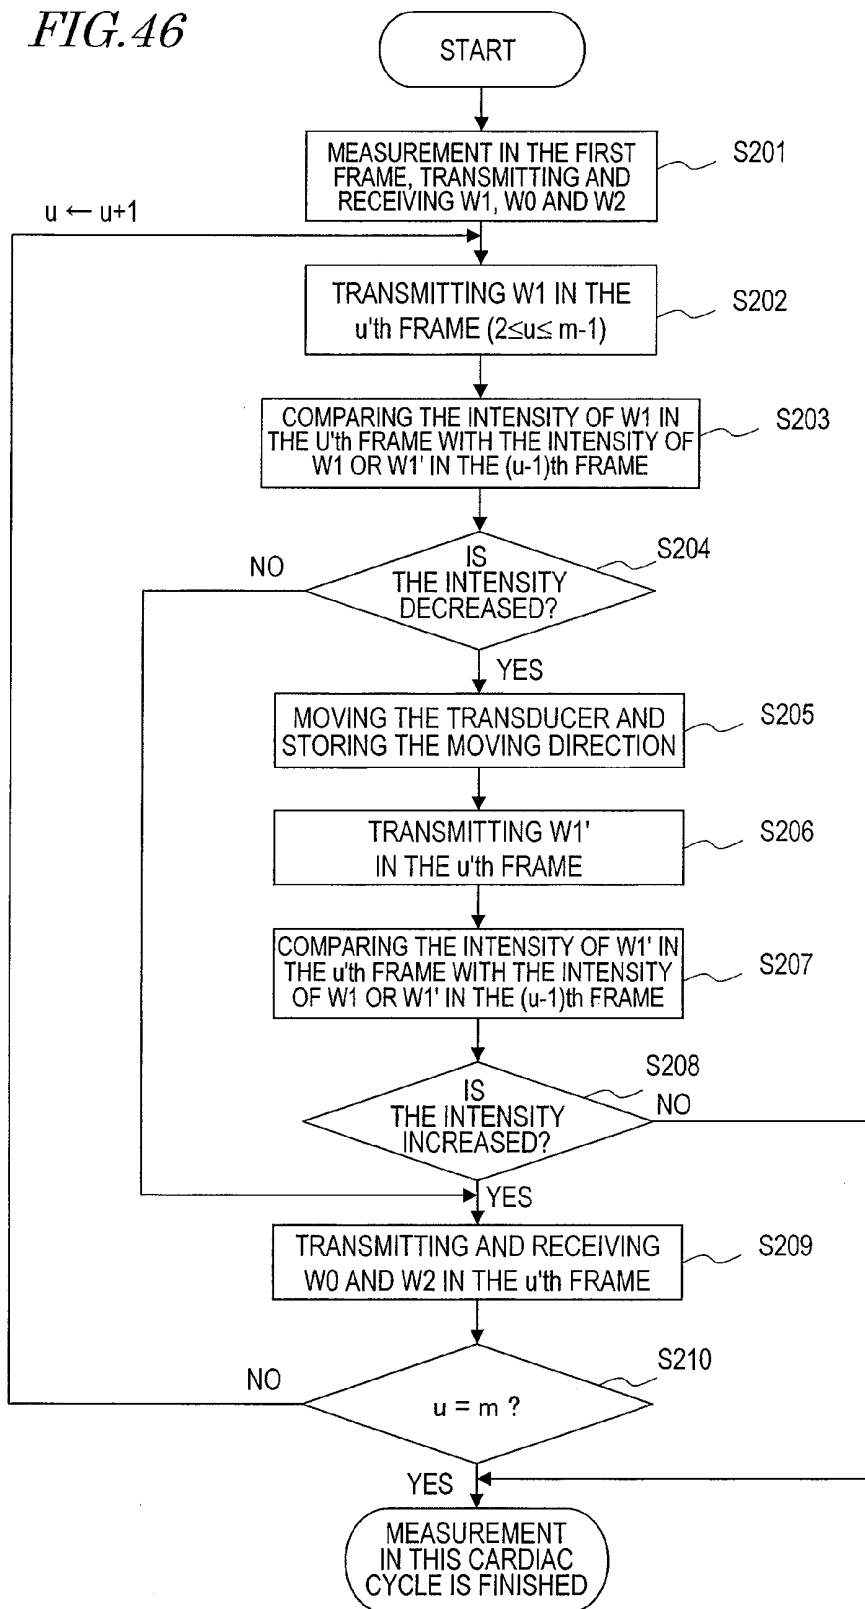 FIG.46
START
MEASUREMENT IN THE FIRST
FRAME, TRANSMITTING AND
RECEIVING W1, W0 AND W2
S201
u ← u+1
TRANSMITTING W1 IN THE
u'th FRAME (2≤u≤ m-1)
S202
COMPARING THE INTENSITY OF W1 IN
THE U'th FRAME WITH THE INTENSITY OF
W1 OR W1' IN THE (u-1)th FRAME
S203
IS
THE INTENSITY
DECREASED?
S204
NO
YES
MOVING THE TRANSDUCER AND
STORING THE MOVING DIRECTION
S205
TRANSMITTING W1'
IN THE u'th FRAME
S206
COMPARING THE INTENSITY OF W1' IN
THE u'th FRAME WITH THE INTENSITY
OF W1 OR W1' IN THE (u-1)th FRAME
S207
IS
THE INTENSITY
INCREASED?
S208
NO
YES
TRANSMITTING AND RECEIVING
W0 AND W2 IN THE u'th FRAME
S209
u = m ?
S210
NO
YES
MEASUREMENT
IN THIS CARDIAC
CYCLE IS FINISHED